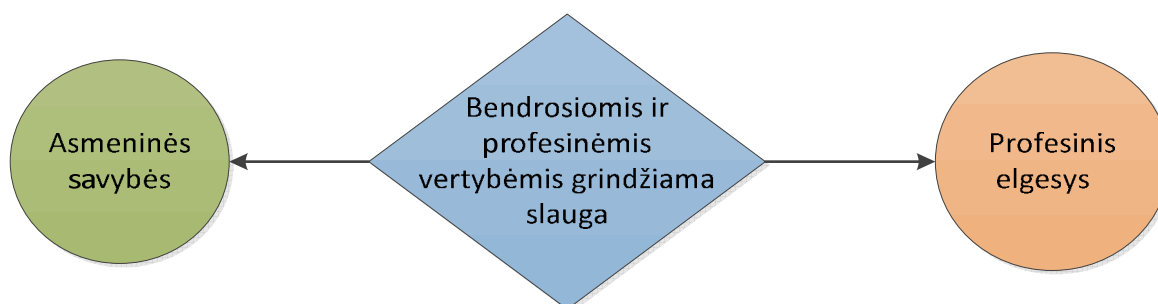 Asmeninės
savybės
Bendrosiomis ir
profesinėmis
vertybėmis grindžiama
slauga
Profesinis
elgesys